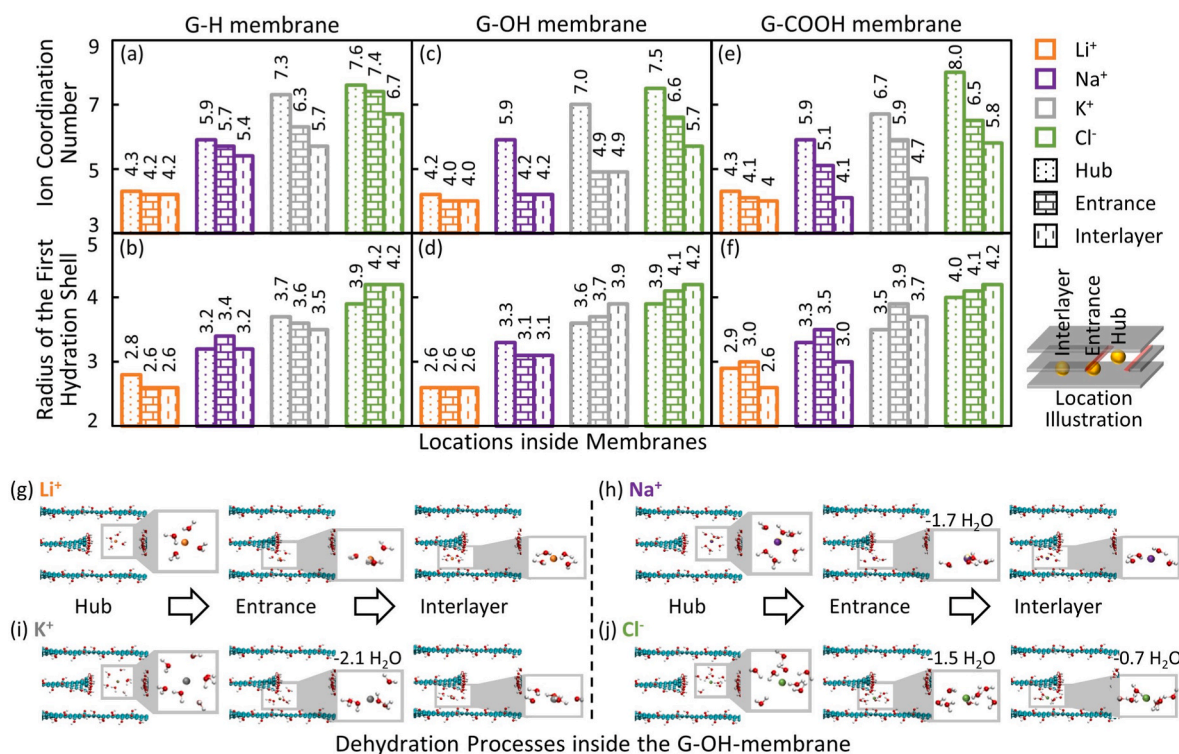 G-H membrane
G-OH membrane
G-COOH membrane
Ion Coordination
Number
9
7
5
3
(a)
4.3
4.2
4.2
5.9
5.7
5.4
7.3
6.3
5.7
7.6
7.4
6.7
(c)
4.2
4.0
4.0
5.9
4.2
4.2
7.0
4.9
4.9
7.5
6.6
5.7
(e)
4.3
4.1
4
5.9
5.1
4.1
6.7
5.9
4.7
8.0
6.5
5.8
Li⁺
Na⁺
K⁺
Cl⁻
Hub
Entrance
Interlayer
Radius of the First
Hydration Shell
5
4
3
2
(b)
2.8
2.6
2.6
3.2
3.4
3.2
3.7
3.6
3.5
3.9
4.2
4.2
(d)
2.6
2.6
2.6
3.3
3.1
3.1
3.6
3.7
3.9
3.9
4.1
4.2
(f)
2.9
3.0
2.6
3.3
3.5
3.0
3.5
3.9
3.7
4.0
4.1
4.2
Interlayer
Entrance
Hub
Location
Illustration
Locations inside Membranes
(g) Li⁺
Hub
Entrance
Interlayer
(h) Na⁺
-1.7 H₂O
Hub
Entrance
Interlayer
(i) K⁺
-2.1 H₂O
(j) Cl⁻
-1.5 H₂O
-0.7 H₂O
Dehydration Processes inside the G-OH-membrane